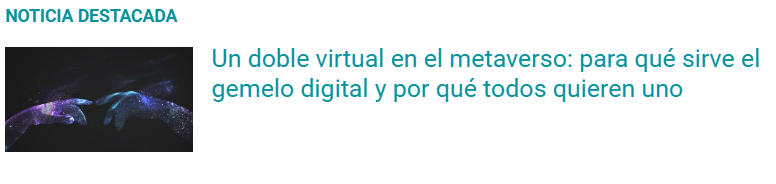 NOTICIA DESTACADA
Un doble virtual en el metaverso: para qué sirve el
gemelo digital y por qué todos quieren uno